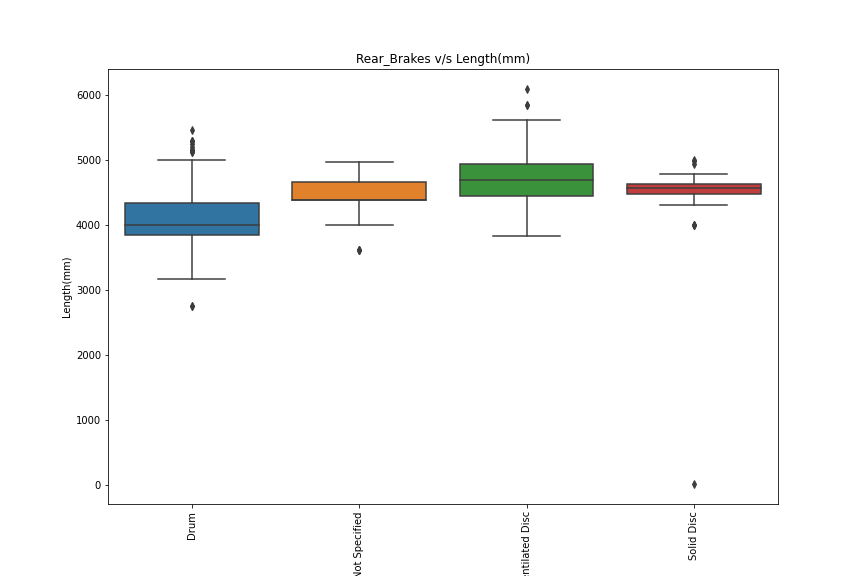 Rear_Brakes v/s Length(mm)
6000
5000
4000
3000
2000
1000
0
Length(mm)
Drum
Not Specified
entilated Disc
Solid Disc